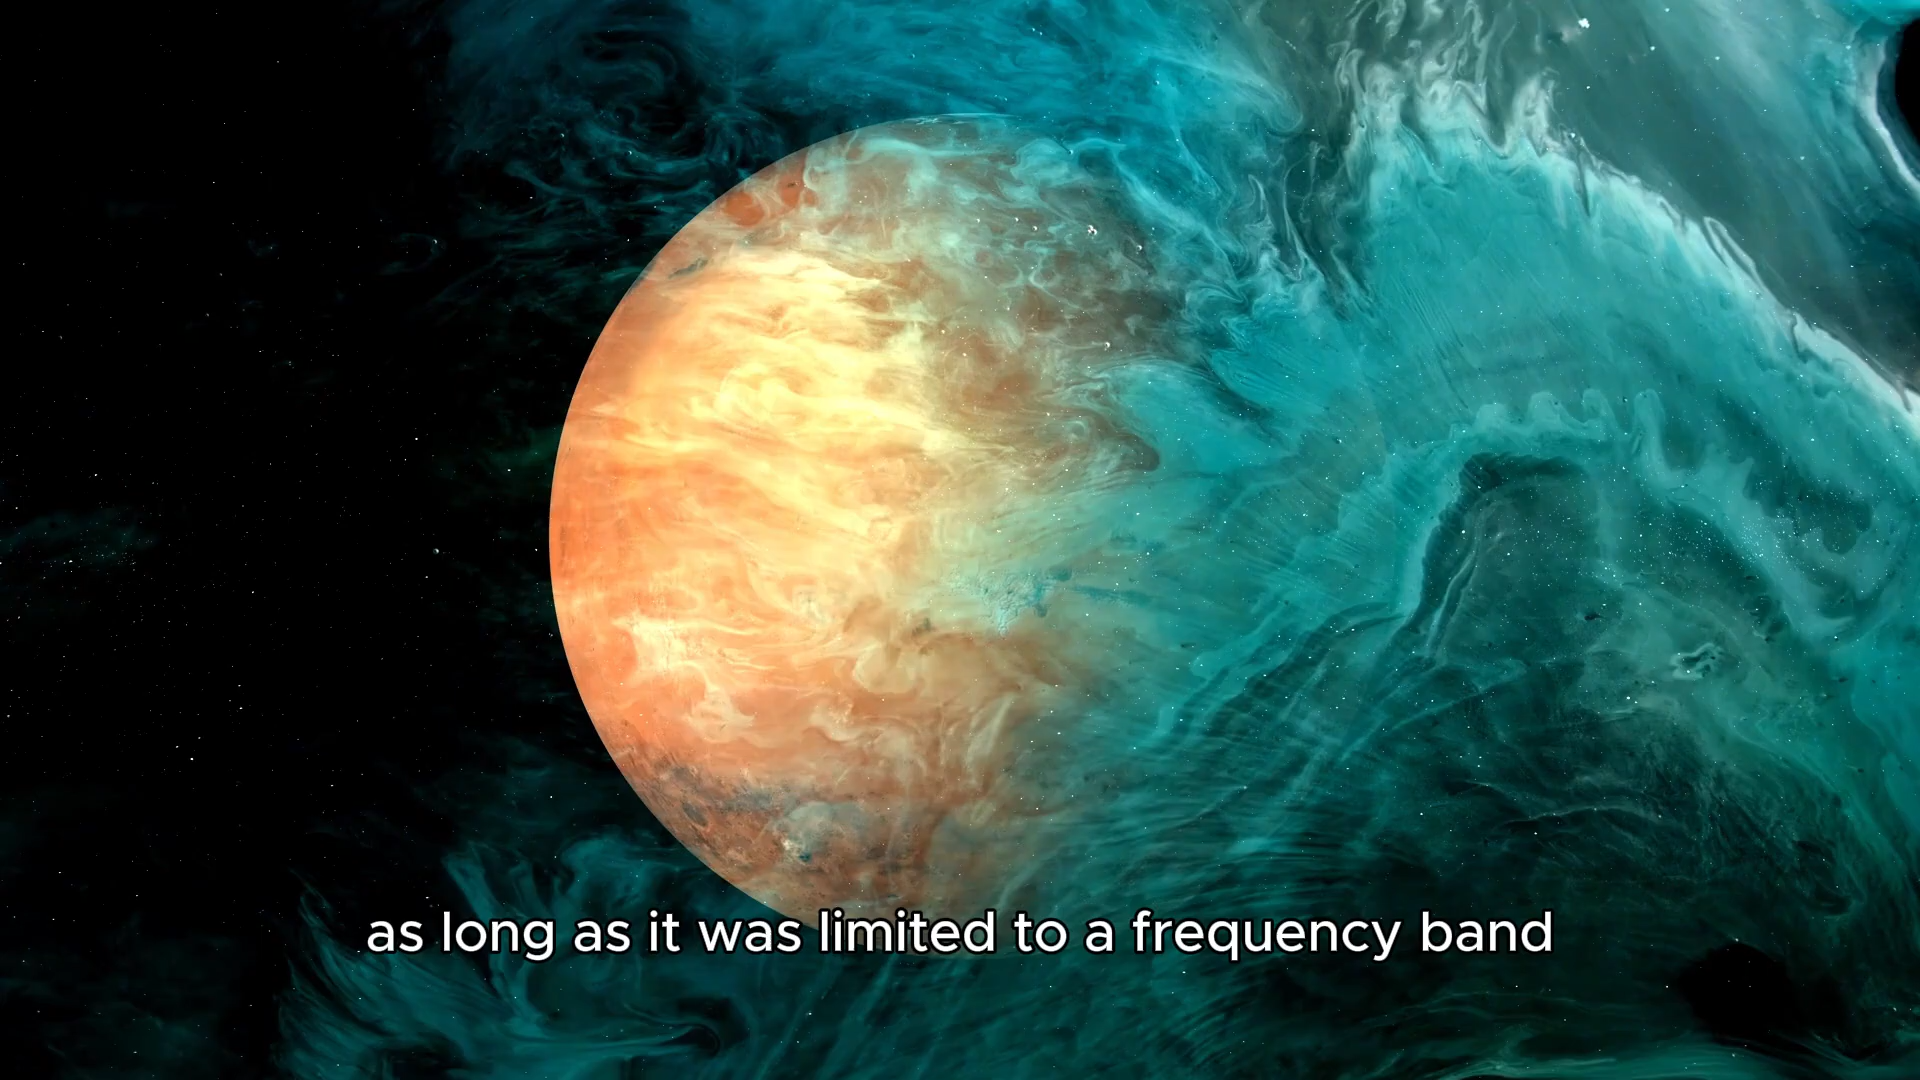 as long as it was limited to a frequency band